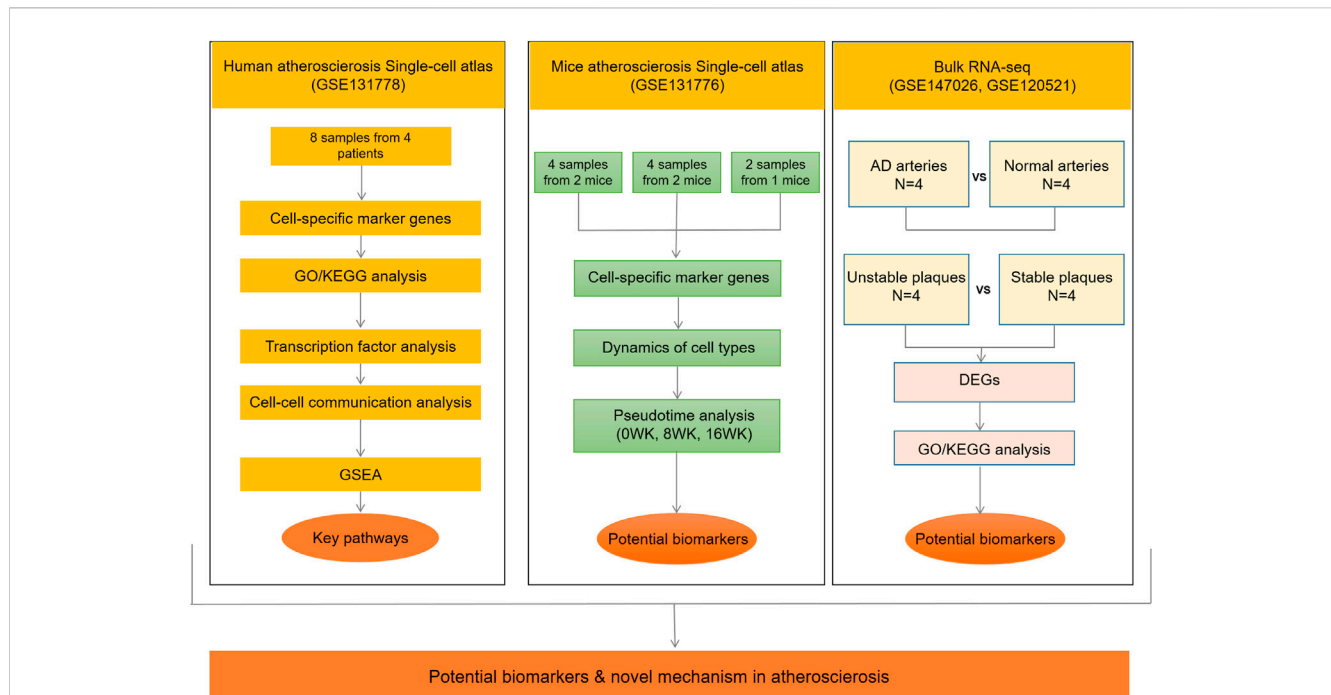 Human atheroscierosis Single-cell atlas
(GSE131778)
8 samples from 4
patients
Cell-specific marker genes
GO/KEGG analysis
Transcription factor analysis
Cell-cell communication analysis
GSEA
Key pathways
Mice atheroscierosis Single-cell atlas
(GSE131776)
4 samples
from 2 mice
4 samples
from 2 mice
2 samples
from 1 mice
Cell-specific marker genes
Dynamics of cell types
Pseudotime analysis
(0WK, 8WK, 16WK)
Potential biomarkers
Bulk RNA-seq
(GSE147026, GSE120521)
AD arteries
N=4
vs
Normal arteries
N=4
Unstable plaques
N=4
vs
Stable plaques
N=4
DEGs
GO/KEGG analysis
Potential biomarkers
Potential biomarkers & novel mechanism in atheroscierosis